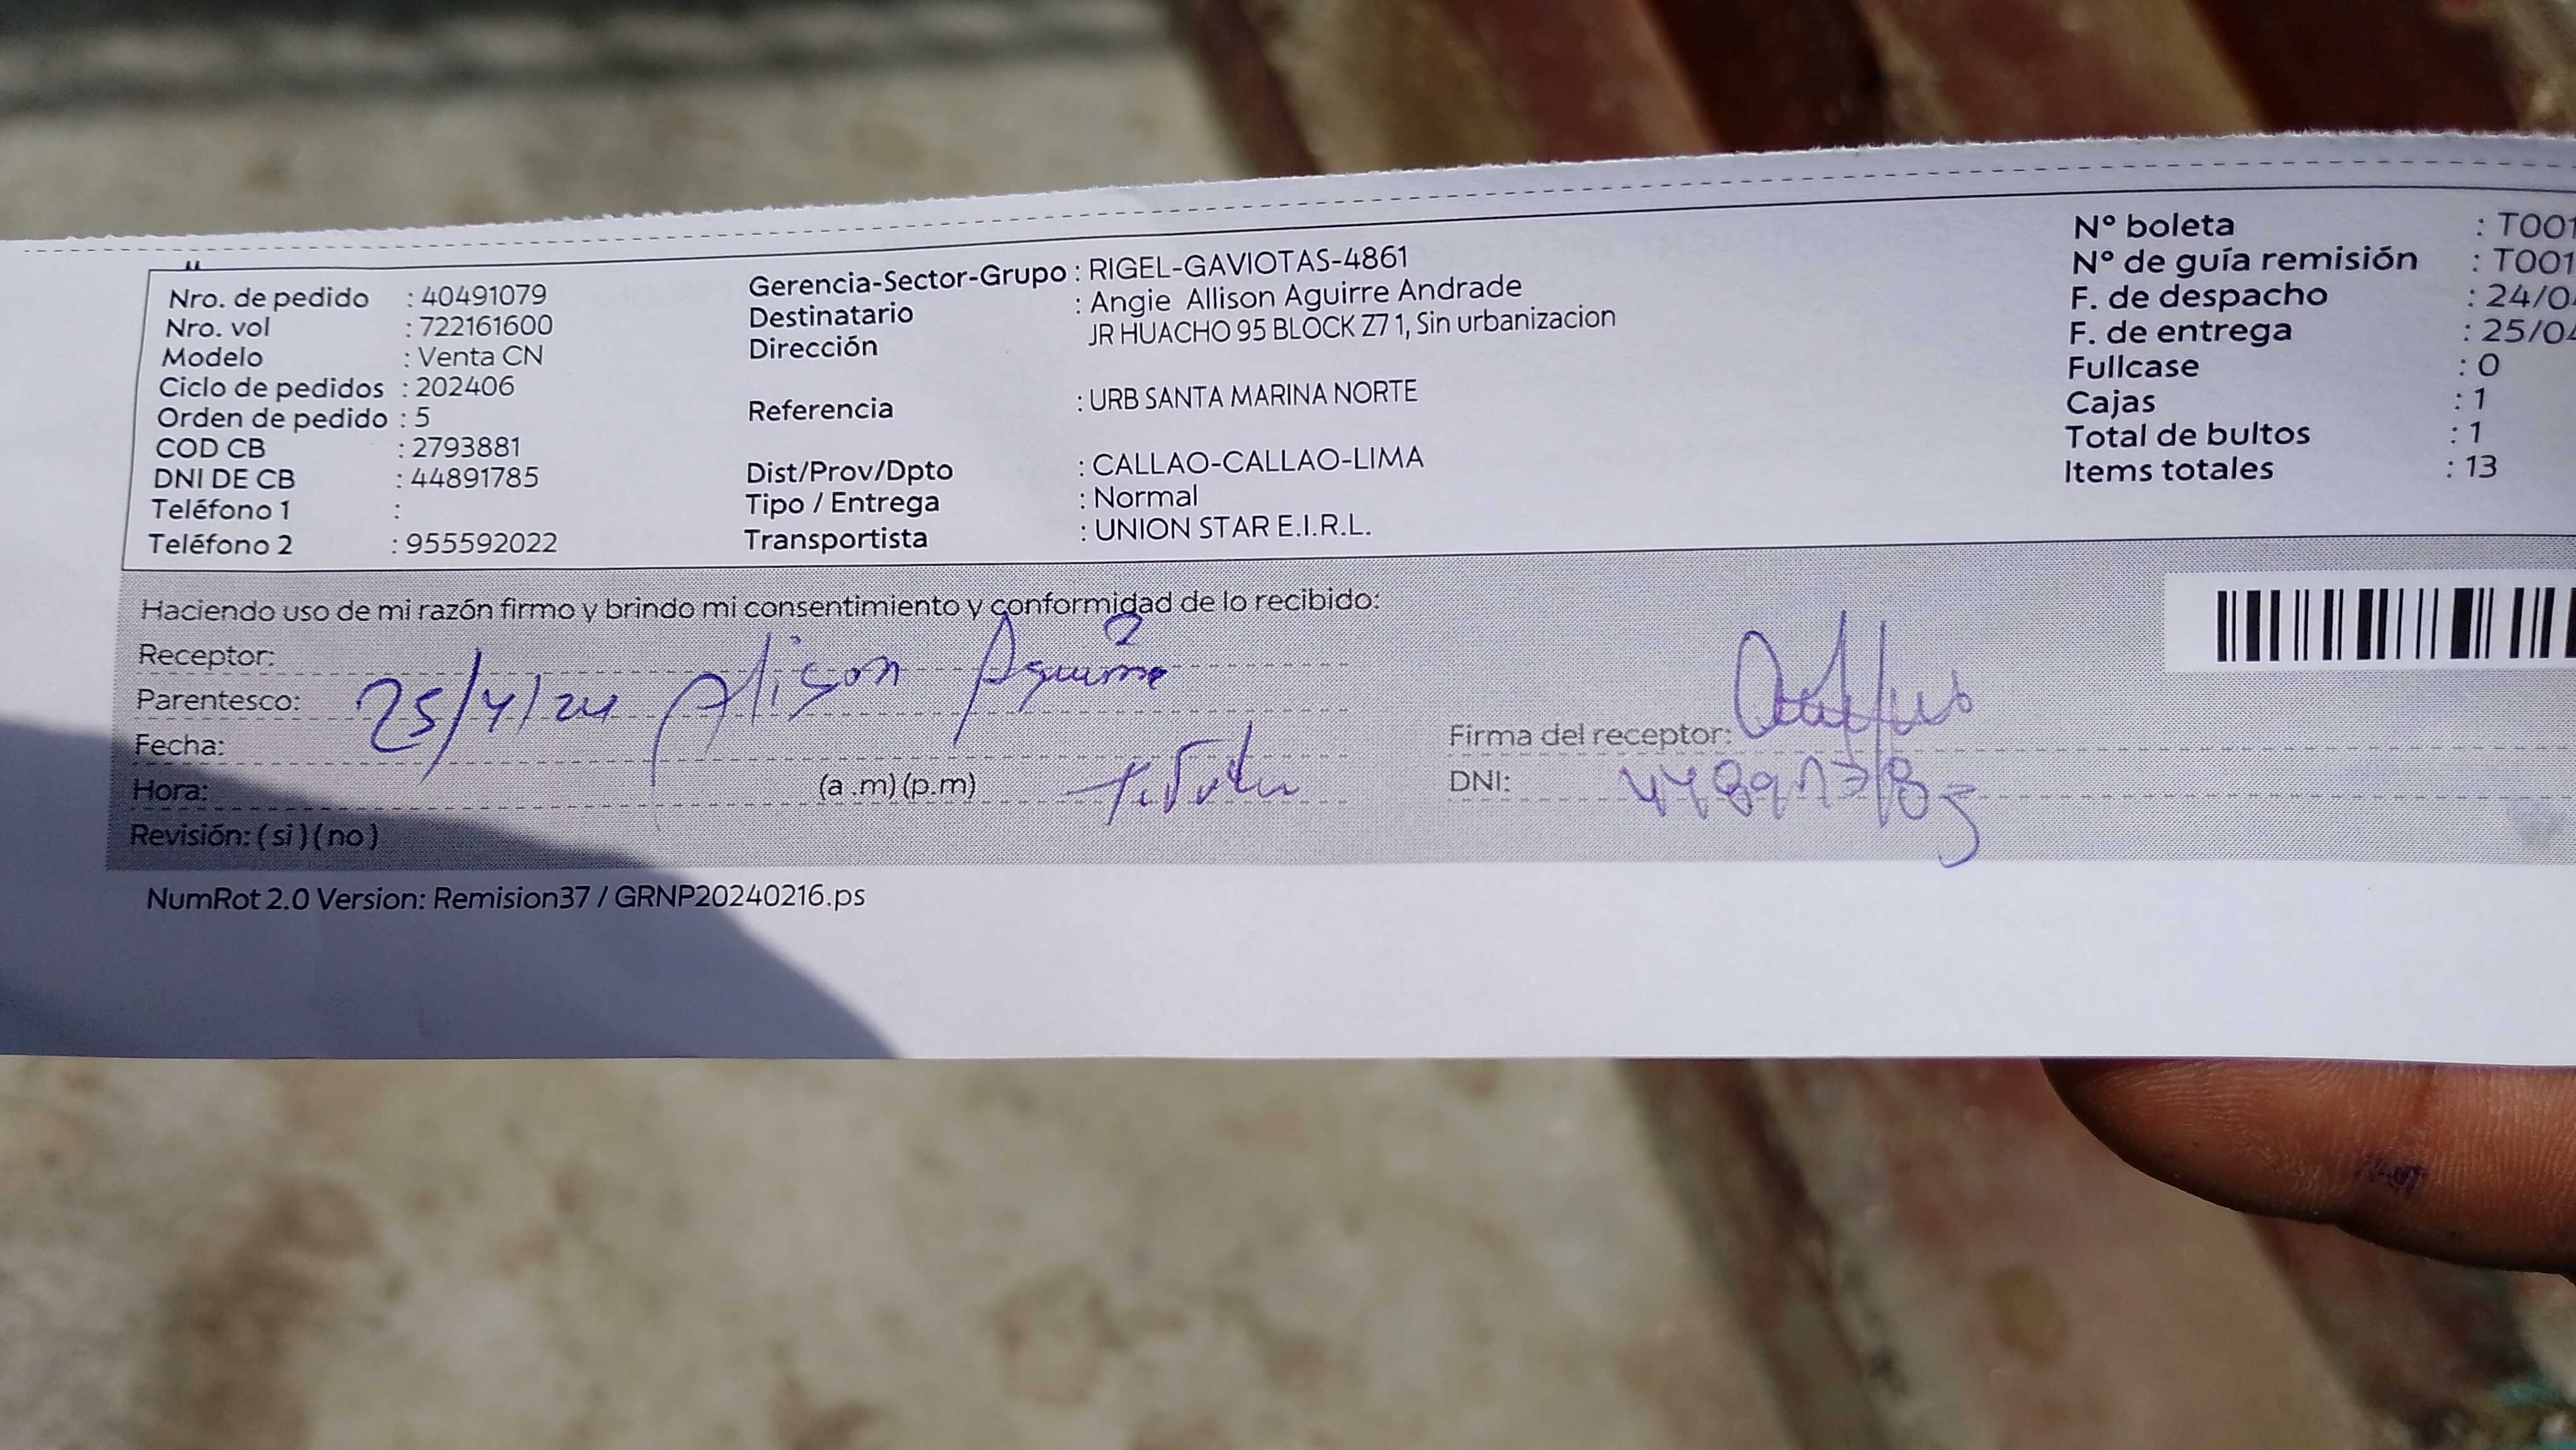 Nro. de pedido : 40491079
Nro. vol : 722161600
Modelo : Venta CN
Ciclo de pedidos : 202406
Orden de pedido : 5
COD CB : 2793881
DNI DE CB : 44891785
Teléfono 1 :
Teléfono 2 : 955592022
Gerencia-Sector-Grupo : RIGEL-GAVIOTAS-4861
Destinatario : Angie Allison Aguirre Andrade
Dirección JR HUACHO 95 BLOCK Z7 1, Sin urbanizacion
Referencia : URB SANTA MARINA NORTE
Dist/Prov/Dpto : CALLAO-CALLAO-LIMA
Tipo / Entrega : Normal
Transportista : UNION STAR E.I.R.L.
Nº boleta : T001
Nº de guía remisión : T001
F. de despacho : 24/0
F. de entrega : 25/04
Fullcase : 0
Cajas : 1
Total de bultos : 1
Items totales : 13
Haciendo uso de mi razón firmo y brindo mi consentimiento y conformidad de lo recibido:
Receptor:
Parentesco: 25/4/24 Alison Aguirre
Fecha:
Hora: (a.m)(p.m)
Revisión: (si)(no)
Firma del receptor:
DNI: 44891785
NumRot 2.0 Version: Remision37 / GRNP20240216.ps